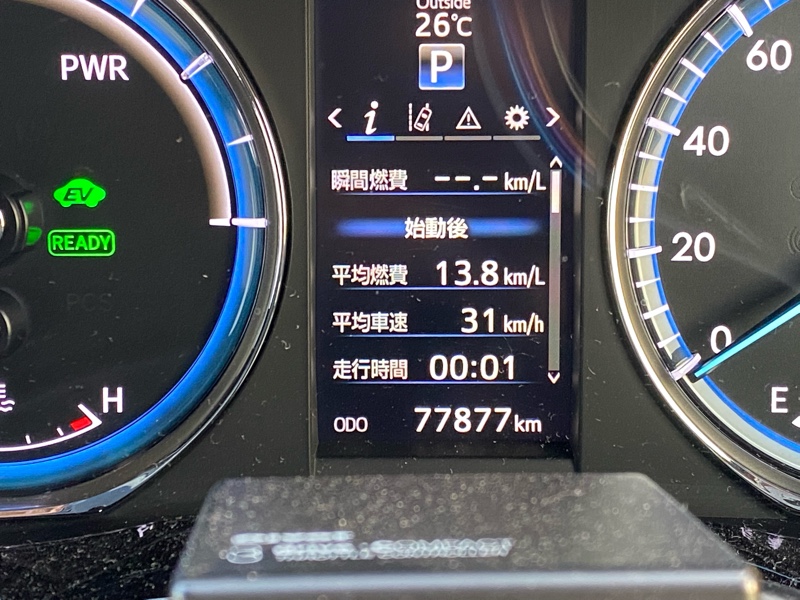 PWR
EV
READY
H
Outside
26℃
P
瞬間燃費 --.- km/L
始動後
平均燃費 13.8 km/L
平均車速 31 km/h
走行時間 00:01
ODO 77877 km
60
40
20
0
E
PCS